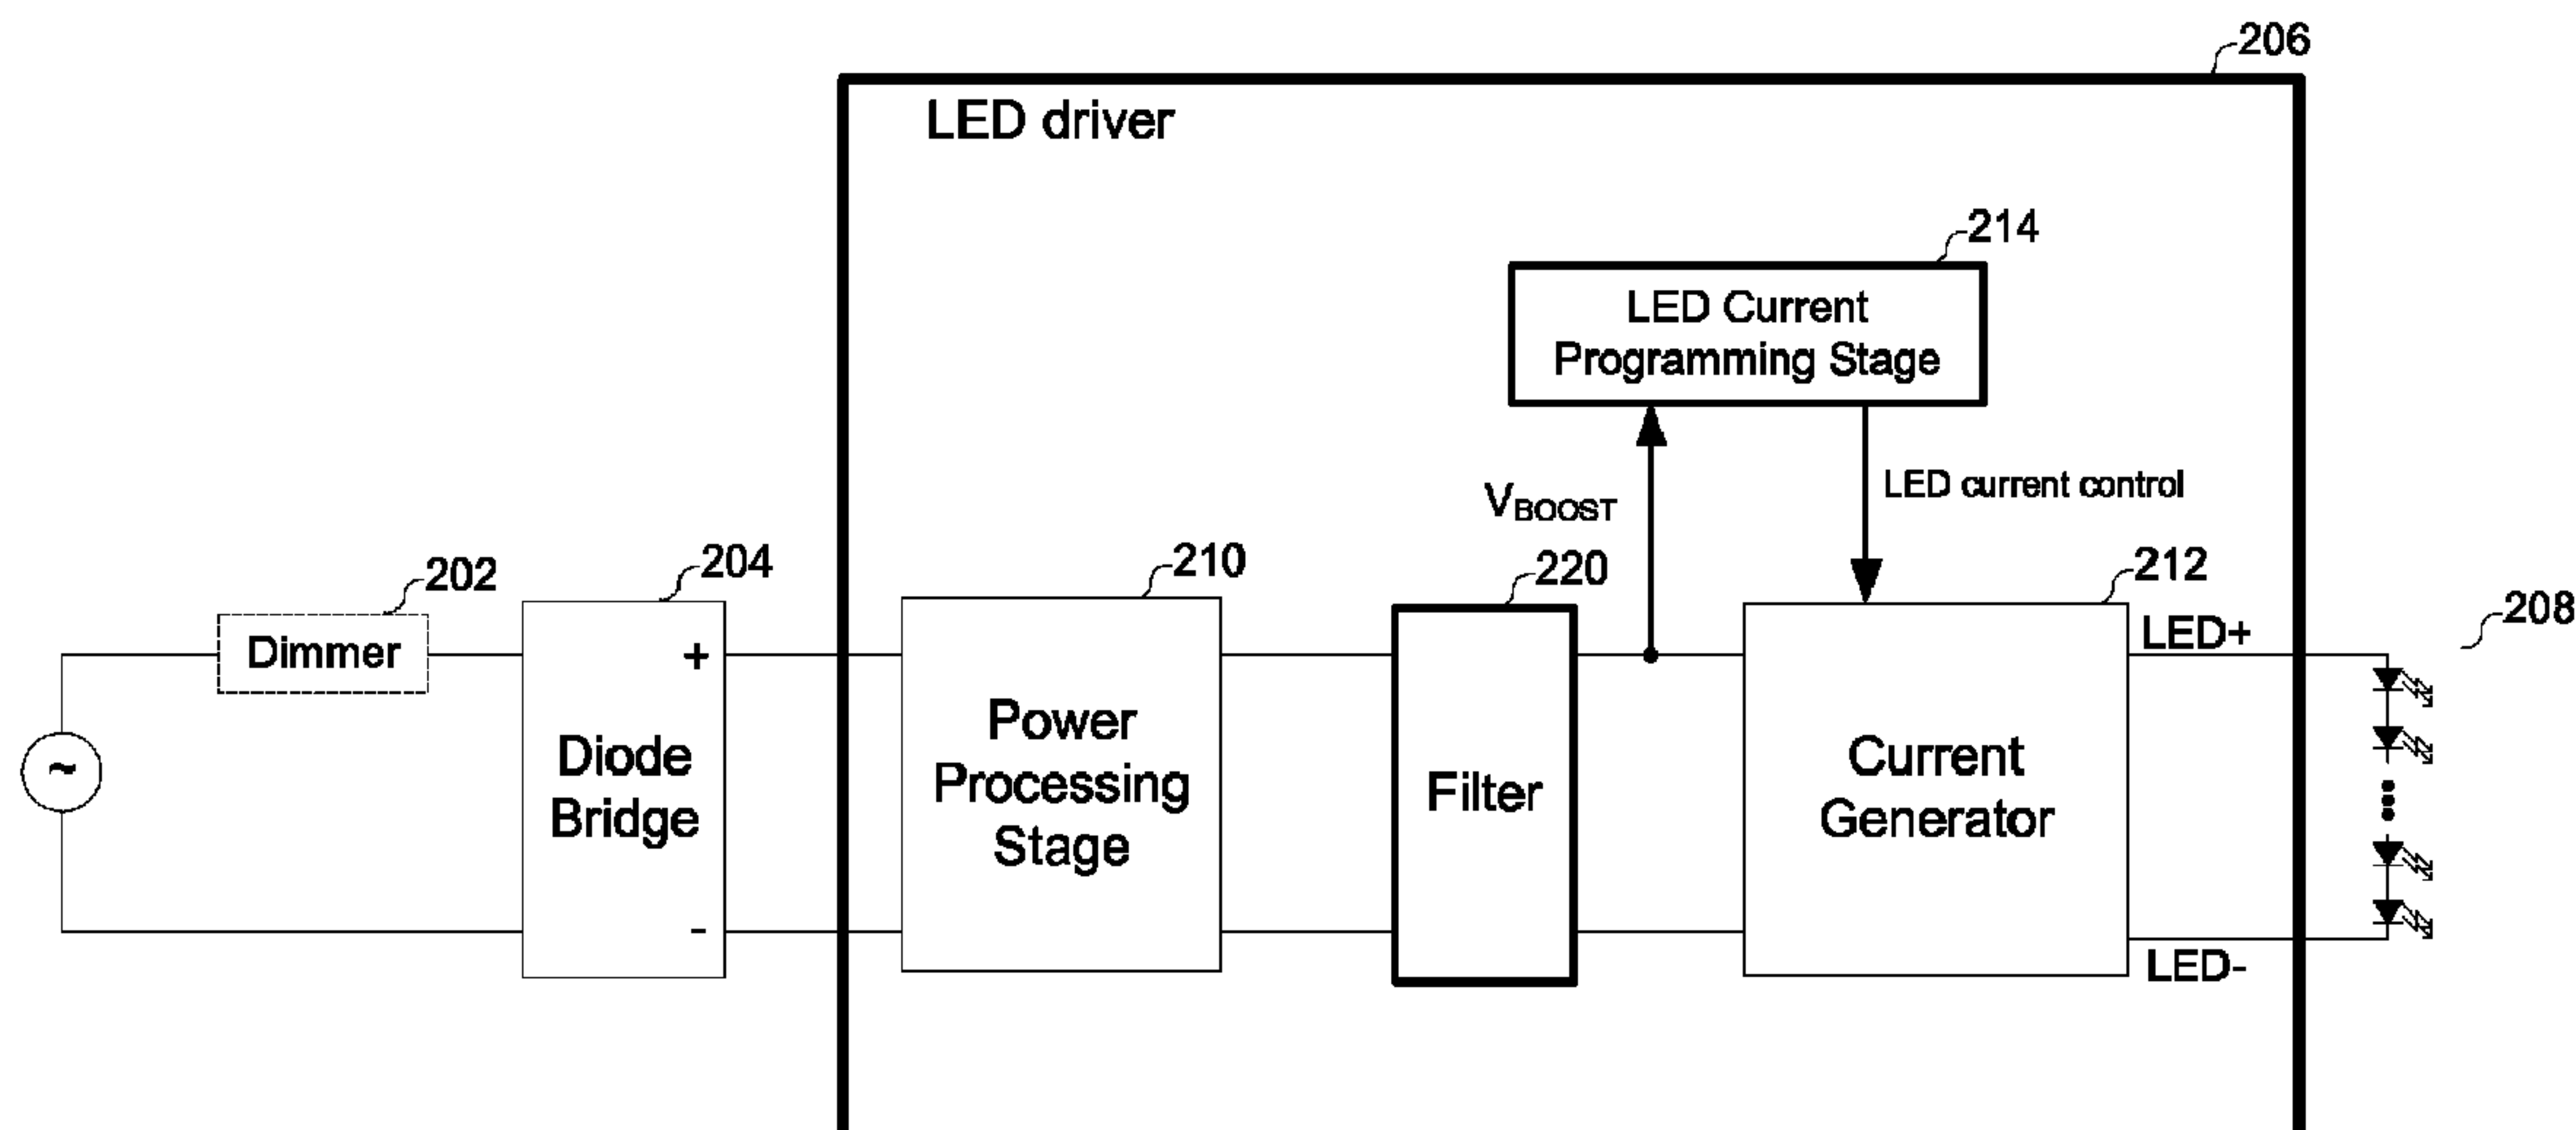 206
LED driver
214
LED Current
Programming Stage
V_BOOST
LED current control
202
204
210
220
212
208
Dimmer
+
LED+
~
Diode
Bridge
Power
Processing
Stage
Filter
Current
Generator
-
LED-